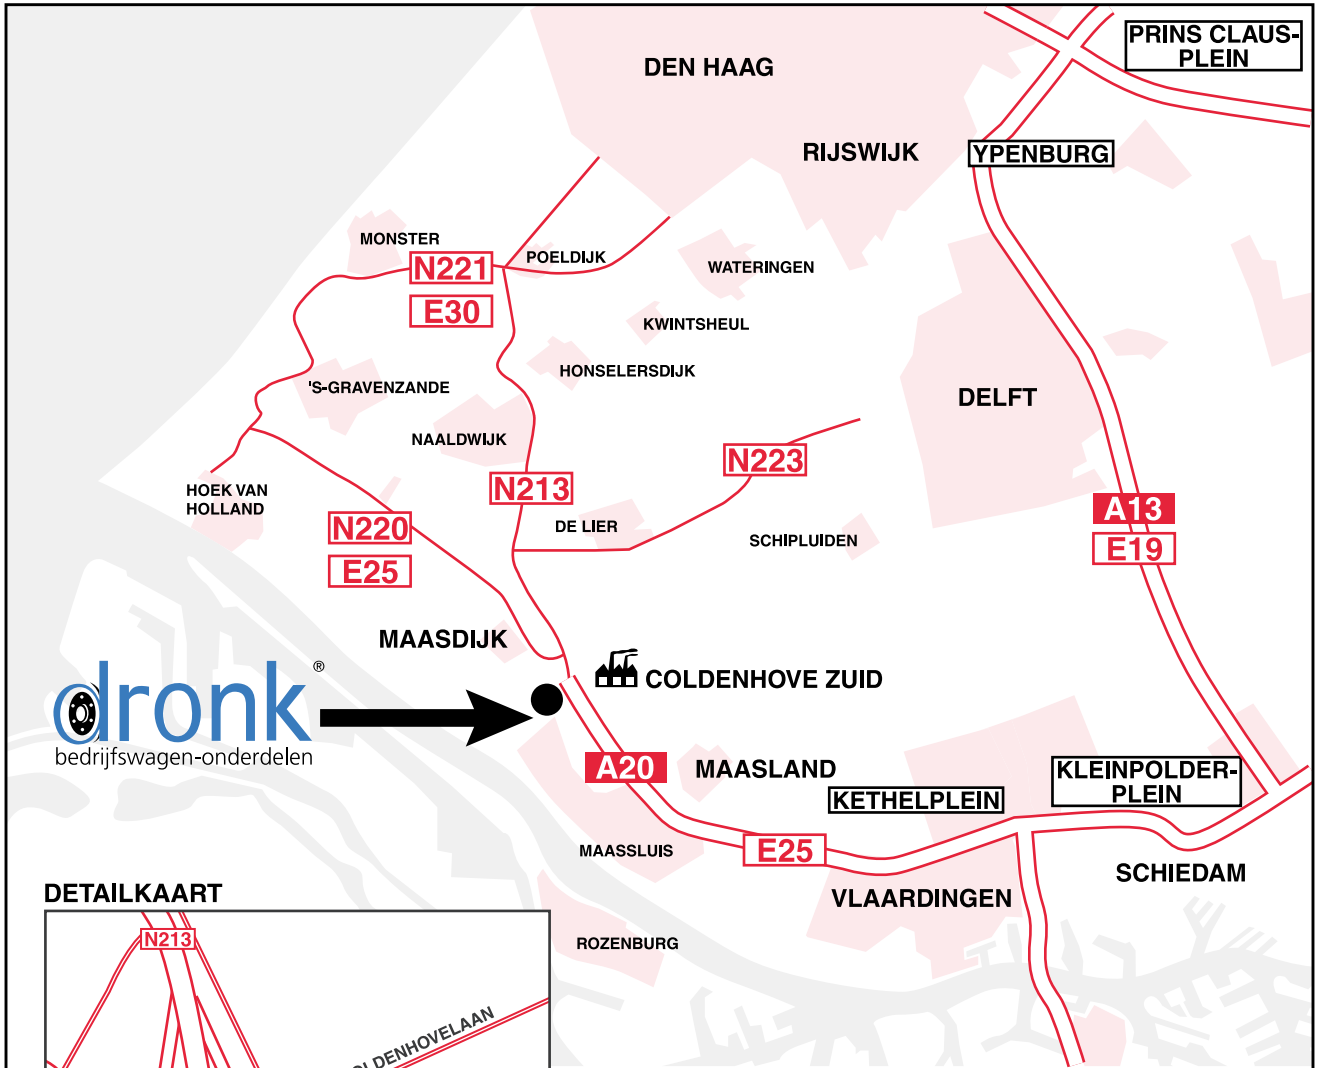 PRINS CLAUS-
PLEIN
DEN HAAG
RIJSWIJK
YPENBURG
MONSTER
POELDIJK
N221
WATERINGEN
E30
KWINTSHEUL
HONSELERSDIJK
'S-GRAVENZANDE
DELFT
NAALDWIJK
N223
N213
HOEK VAN
HOLLAND
A13
N220
DE LIER
SCHIPLUIDEN
E19
E25
MAASDIJK
COLDENHOVE ZUID
dronk®
bedrijfswagen-onderdelen
A20
MAASLAND
KLEINPOLDER-
PLEIN
KETHELPLEIN
MAASSLUIS
E25
SCHIEDAM
VLAARDINGEN
DETAILKAART
N213
ROZENBURG
OLDENHOVELAAN